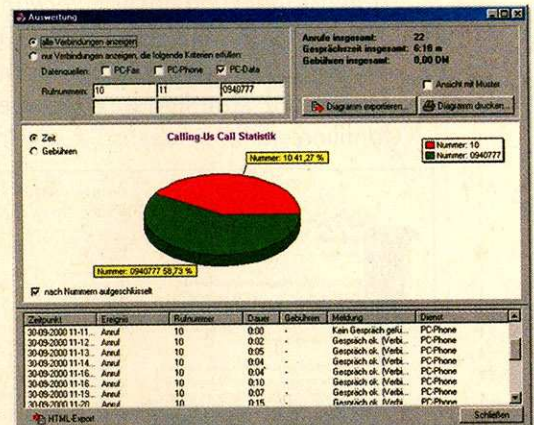 Auswertung
alle Verbindungen anzeigen
nur Verbindungen anzeigen, die folgende Kriterien erfüllen:
Datenquellen: PC-Fax PC-Phone PC-Data
Rufnummern: 10 11 0940777
Anrufe insgesamt: 22
Gesprächszeit insgesamt: 6:16 m
Gebühren insgesamt: 0,00 DM
Ansicht mit Muster
Diagramm exportieren... Diagramm drucken...
Zeit
Gebühren
Calling-Us Call Statistik
Nummer: 10
Nummer: 0940777
Nummer: 10 41,27 %
Nummer: 0940777 58,73 %
nach Nummern aufgeschlüsselt
Zeitpunkt Ereignis Rufnummer Dauer Gebühren Meldung Dienst
30-09-2000 11-11... Anruf 10 0:00 - Kein Gespräch gefü... PC-Phone
30-09-2000 11-12... Anruf 10 0:02 - Gespräch ok. (Verbi... PC-Phone
30-09-2000 11-13... Anruf 10 0:05 - Gespräch ok. (Verbi... PC-Phone
30-09-2000 11-14... Anruf 10 0:04 - Gespräch ok. (Verbi... PC-Phone
30-09-2000 11-16... Anruf 10 0:04 - Gespräch ok. (Verbi... PC-Phone
30-09-2000 11-16... Anruf 10 0:10 - Gespräch ok. (Verbi... PC-Phone
30-09-2000 11-19... Anruf 10 0:07 - Gespräch ok. (Verbi... PC-Phone
30-09-2000 11-20... Anruf 10 0:15 - Gespräch ok. (Verbi... PC-Phone
HTML-Export Schließen